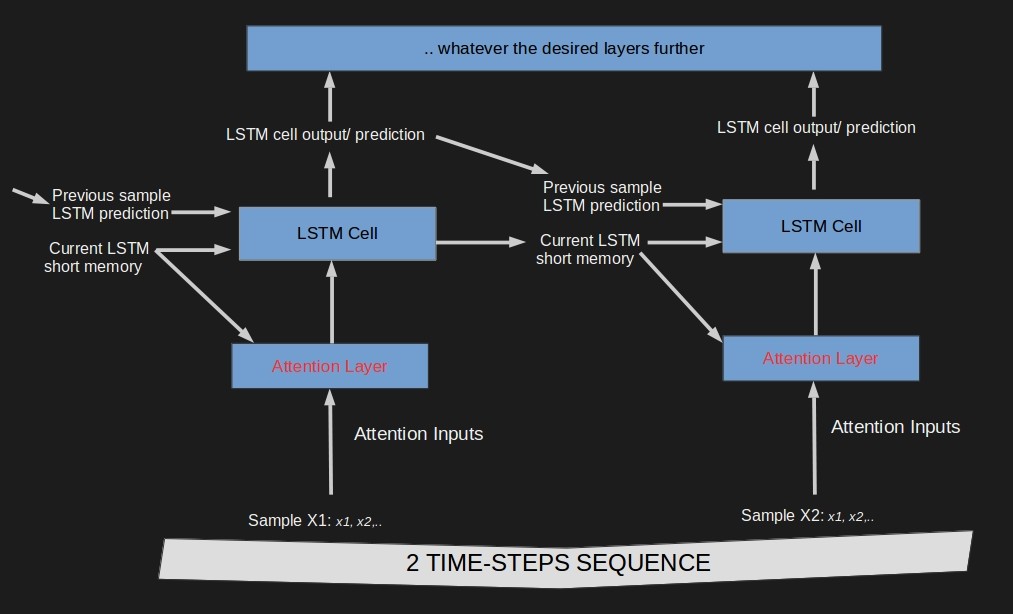 .. whatever the desired layers further
LSTM cell output/ prediction
LSTM cell output/ prediction
Previous sample
LSTM prediction
Previous sample
LSTM prediction
LSTM Cell
LSTM Cell
Current LSTM
short memory
Current LSTM
short memory
Attention Layer
Attention Layer
Attention Inputs
Attention Inputs
Sample X1: x1, x2,..
Sample X2: x1, x2,..
2 TIME-STEPS SEQUENCE